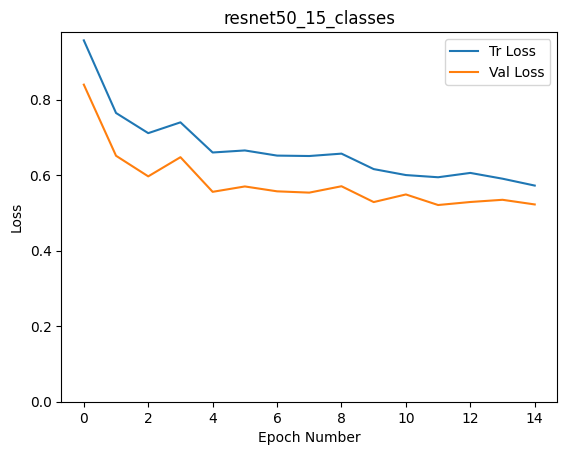 resnet50_15_classes
Tr Loss
Val Loss
Loss
0.8
0.6
0.4
0.2
0.0
0 2 4 6 8 10 12 14
Epoch Number